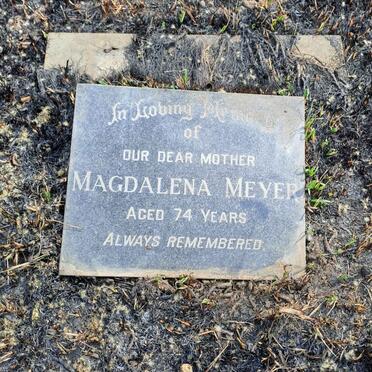 In Loving Memory
of
OUR DEAR MOTHER
MAGDALENA MEYER
AGED 74 YEARS
ALWAYS REMEMBERED.